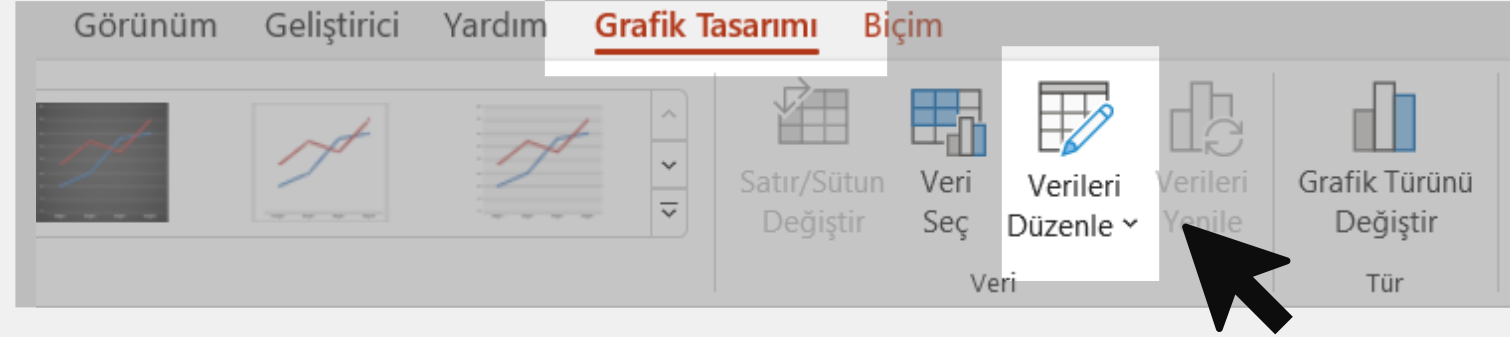 Görünüm Geliştirici Yardım Grafik Tasarımı Biçim
Satır/Sütun Değiştir
Veri Seç
Verileri Düzenle
Verileri Yenile
Grafik Türünü Değiştir
Veri
Tür